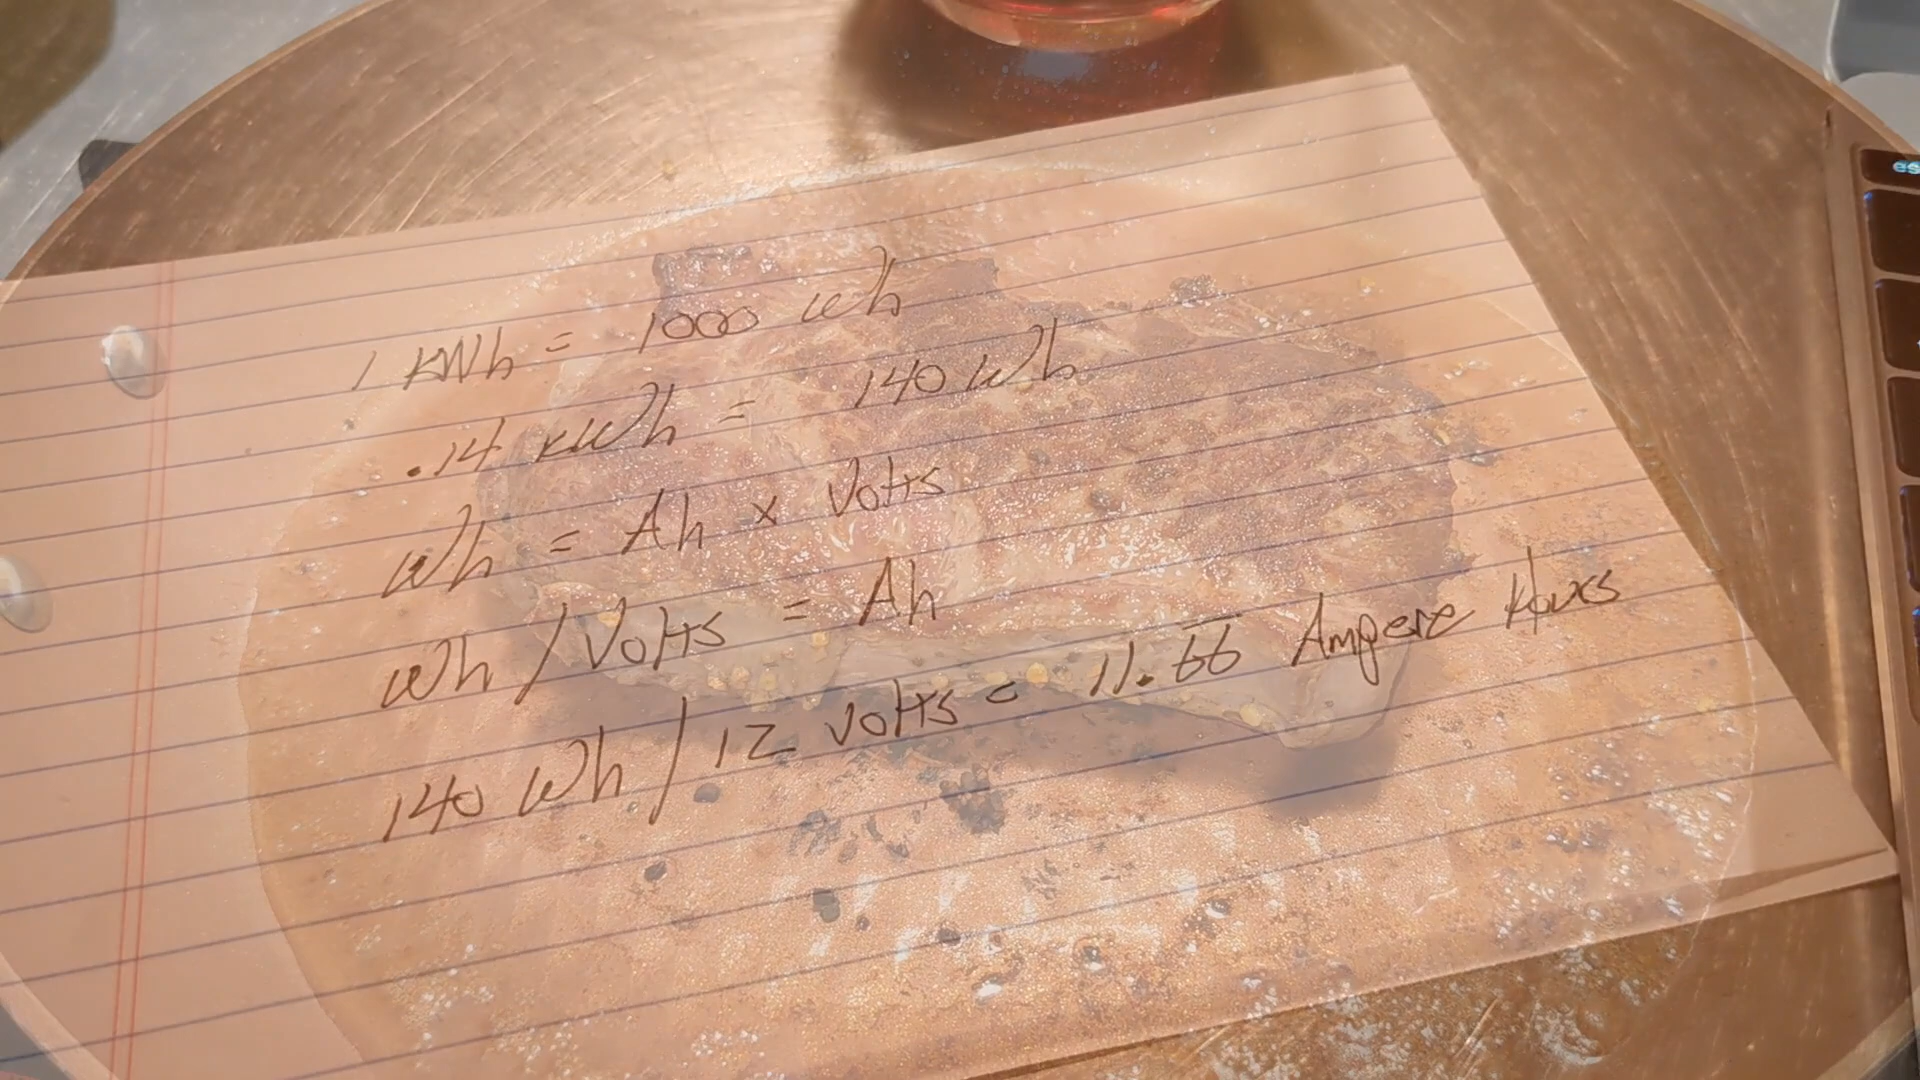 1 KWh = 1000 Wh
.14 KWh = 140 Wh
Wh = Ah x Volts
Wh / Volts = Ah
140 Wh / 12 Volts = 11.66 Ampere Hours
es